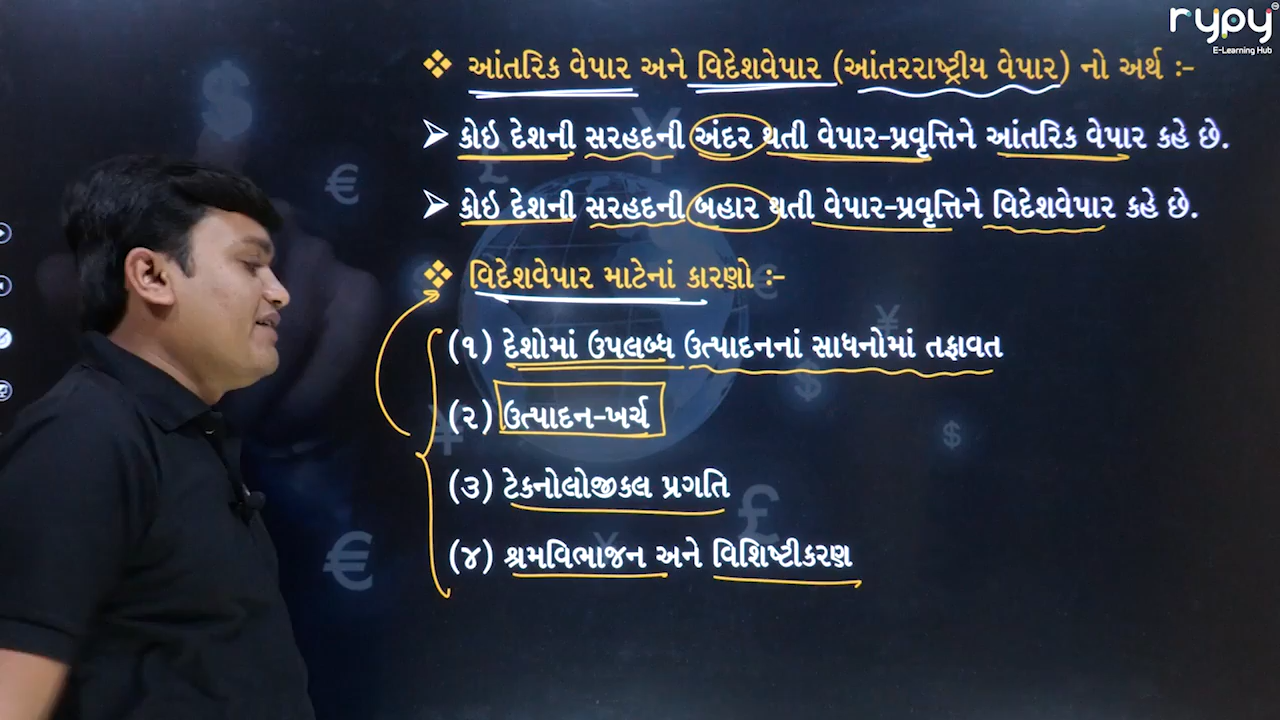 rypy
E-Learning Hub
❖ આંતરિક વેપાર અને વિદેશવેપાર (આંતરરાષ્ટ્રીય વેપાર) નો અર્થ :-
➢ કોઇ દેશની સરહદની અંદર થતી વેપાર-પ્રવૃત્તિને આંતરિક વેપાર કહે છે.
➢ કોઇ દેશની સરહદની બહાર થતી વેપાર-પ્રવૃત્તિને વિદેશવેપાર કહે છે.
❖ વિદેશવેપાર માટેનાં કારણો :-
(૧) દેશોમાં ઉપલબ્ધ ઉત્પાદનનાં સાધનોમાં તફાવત
(૨) ઉત્પાદન-ખર્ચ
(૩) ટેકનોલોજીકલ પ્રગતિ
(૪) શ્રમવિભાજન અને વિશિષ્ટીકરણ